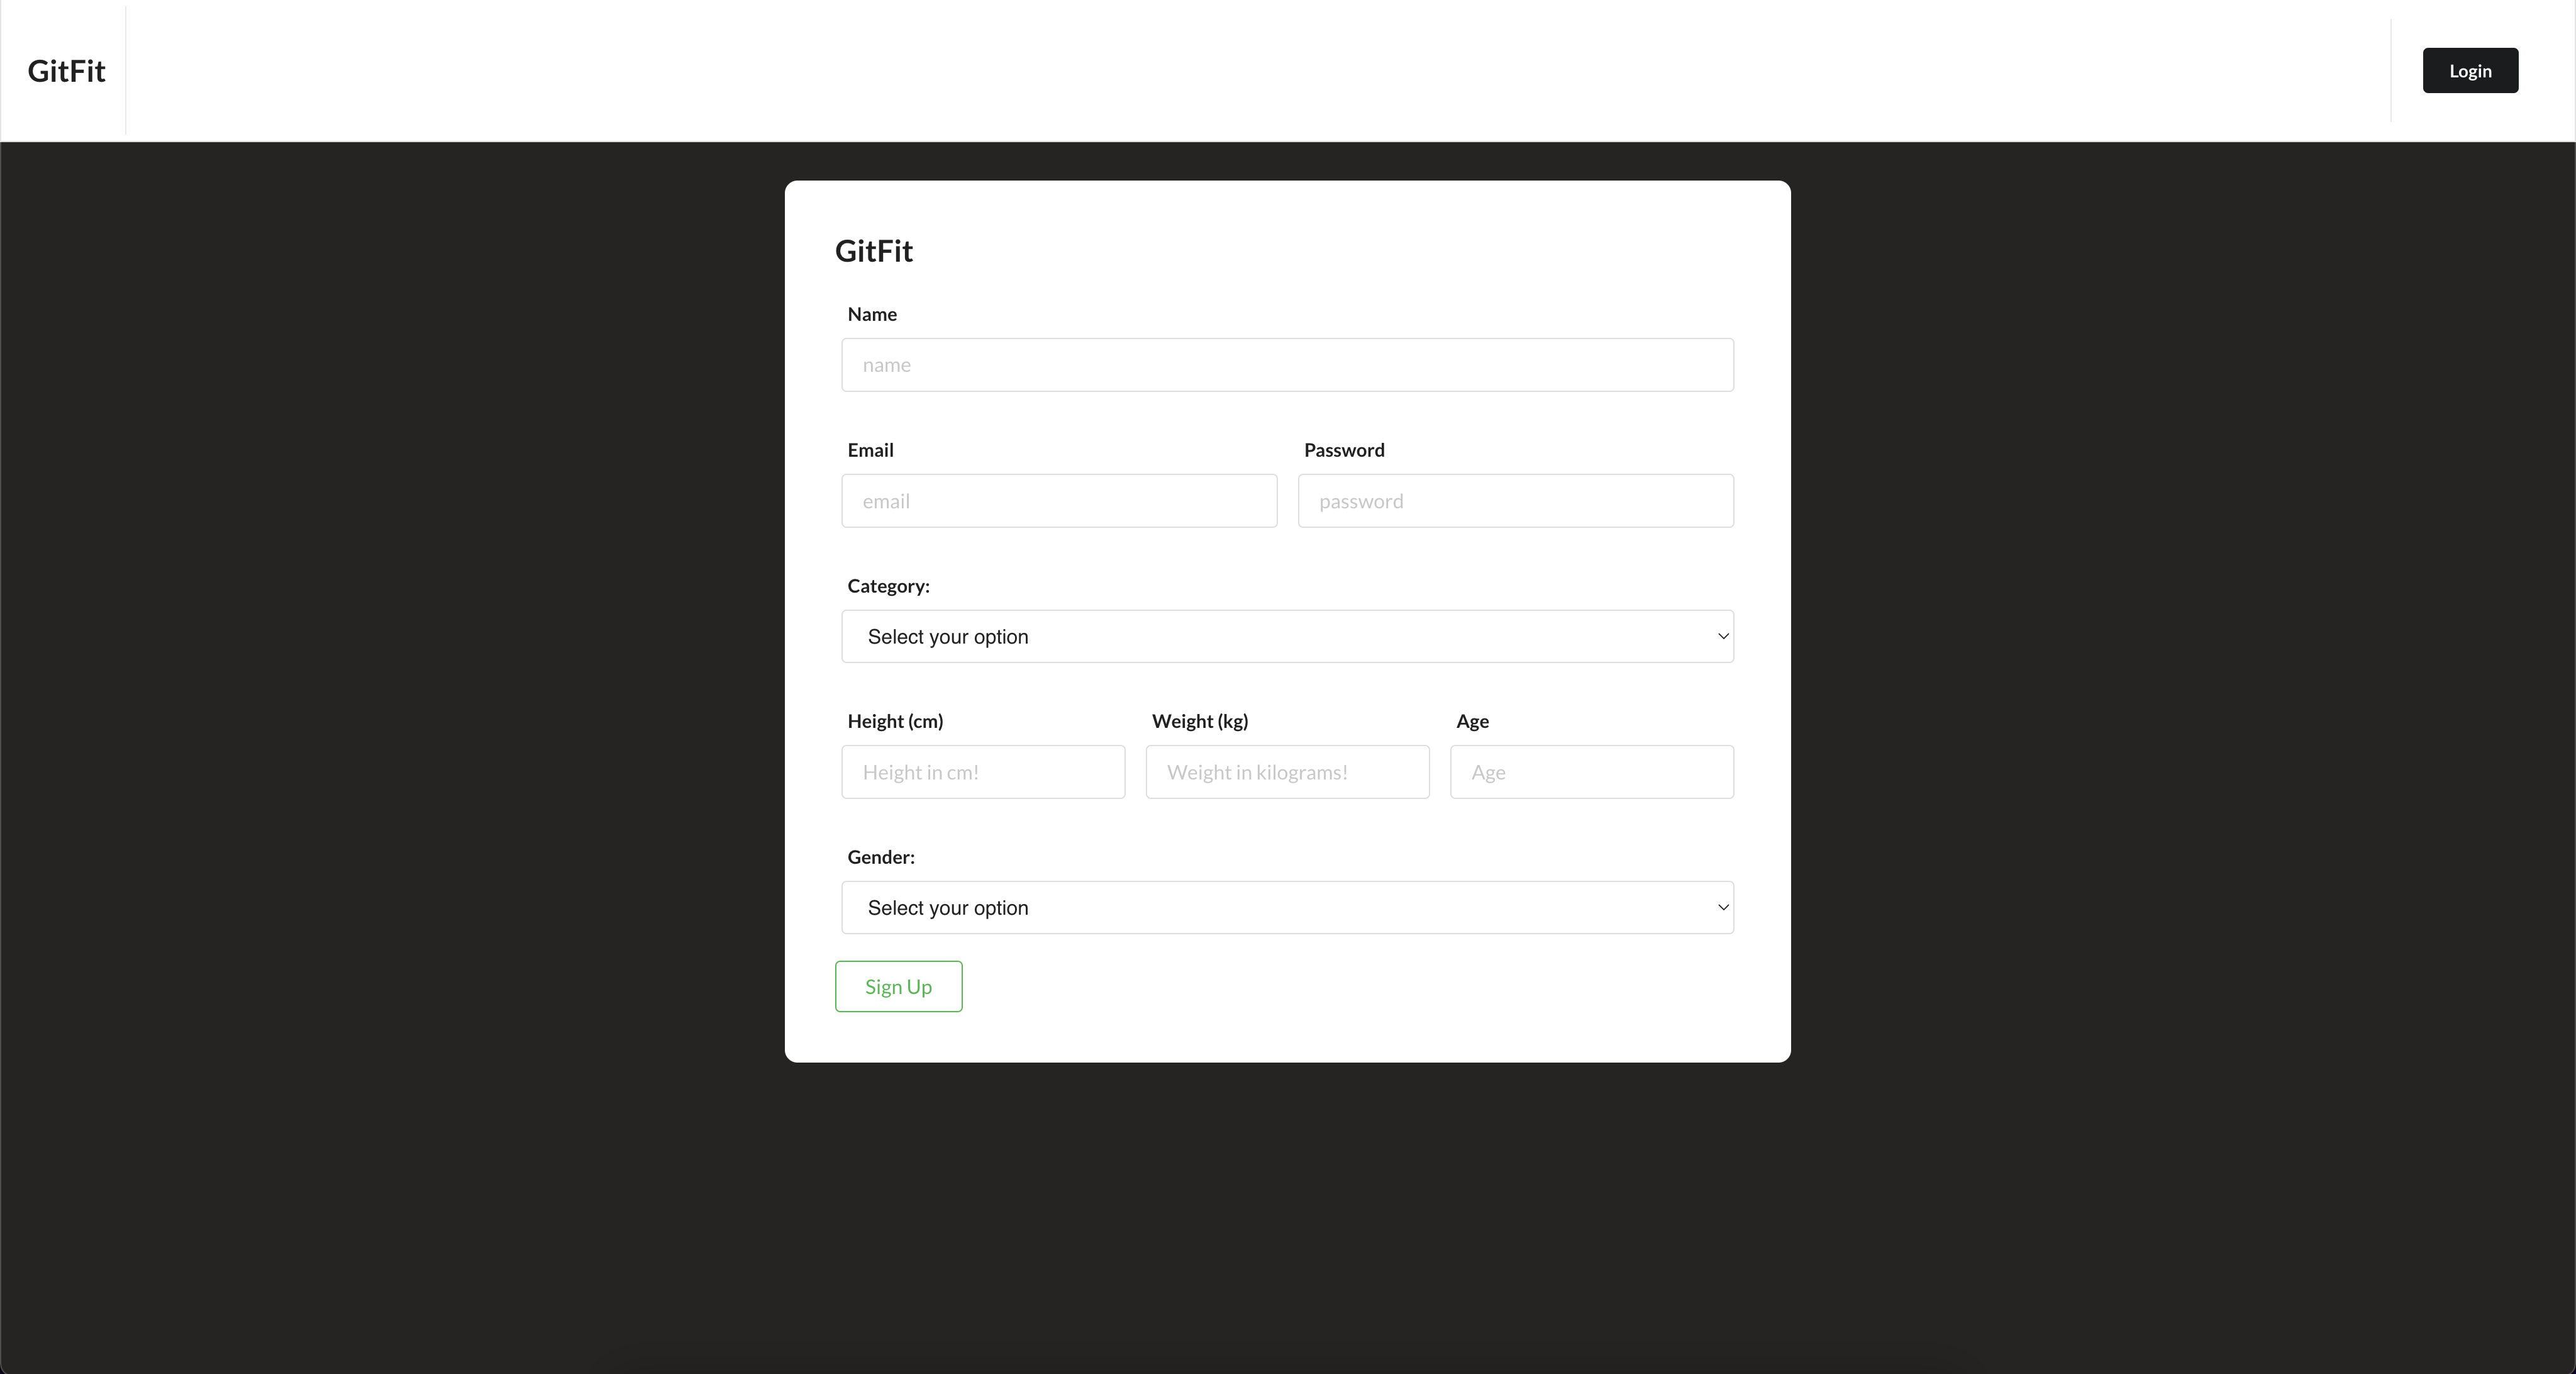 GitFit
Login
GitFit
Name
name
Email Password
email password
Category:
Select your option
Height (cm) Weight (kg) Age
Height in cm! Weight in kilograms! Age
Gender:
Select your option
Sign Up